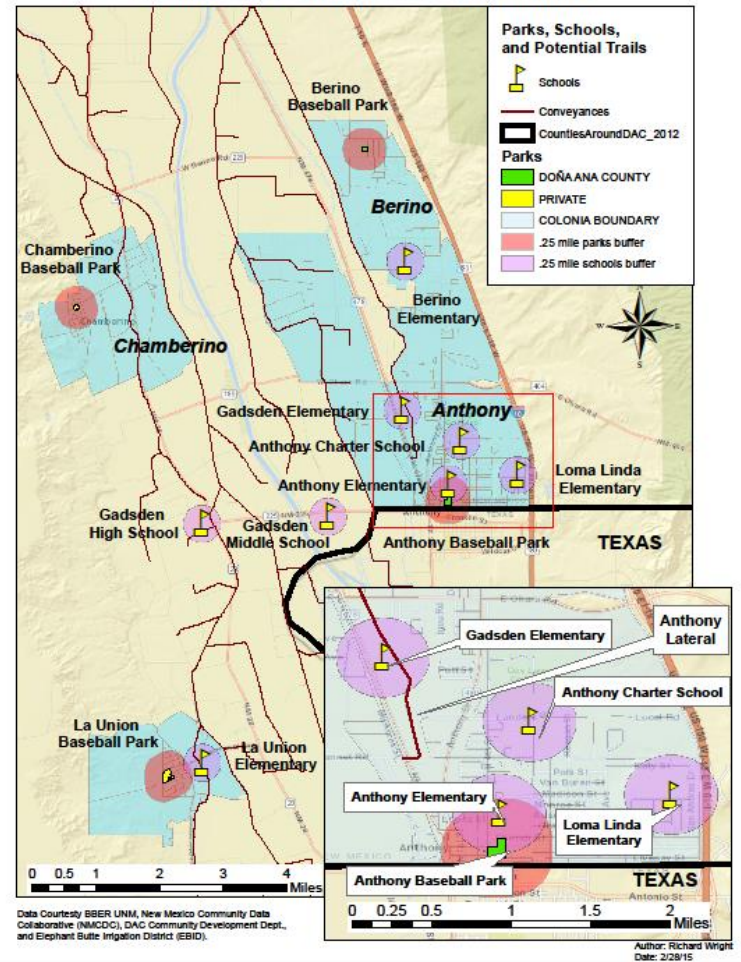 Parks, Schools,
and Potential Trails
Schools
Conveyances
CountiesAroundDAC_2012
Parks
DOÑA ANA COUNTY
PRIVATE
COLONIA BOUNDARY
.25 mile parks buffer
.25 mile schools buffer
Berino
Baseball Park
Berino
Berino
Elementary
Chamberino
Baseball Park
Chamberino
Chamberino
N
W
E
S
Gadsden Elementary
Anthony
Anthony Charter School
Anthony Elementary
Loma Linda
Elementary
Gadsden
High School
Gadsden
Middle School
Anthony Baseball Park
TEXAS
La Union
Baseball Park
La Union
Elementary
Gadsden Elementary
Anthony
Lateral
Anthony Charter School
Anthony Elementary
Loma Linda
Elementary
Anthony Baseball Park
TEXAS
0 0.5 1 2 3 4
Miles
0 0.25 0.5 1 1.5 2
Miles
Data Courtesty BBER UNM, New Mexico Community Data
Collaborative (NMCDC), DAC Community Development Dept.,
and Elephant Butte Irrigation District (EBID).
Author: Richard Wright
Date: 2/28/15